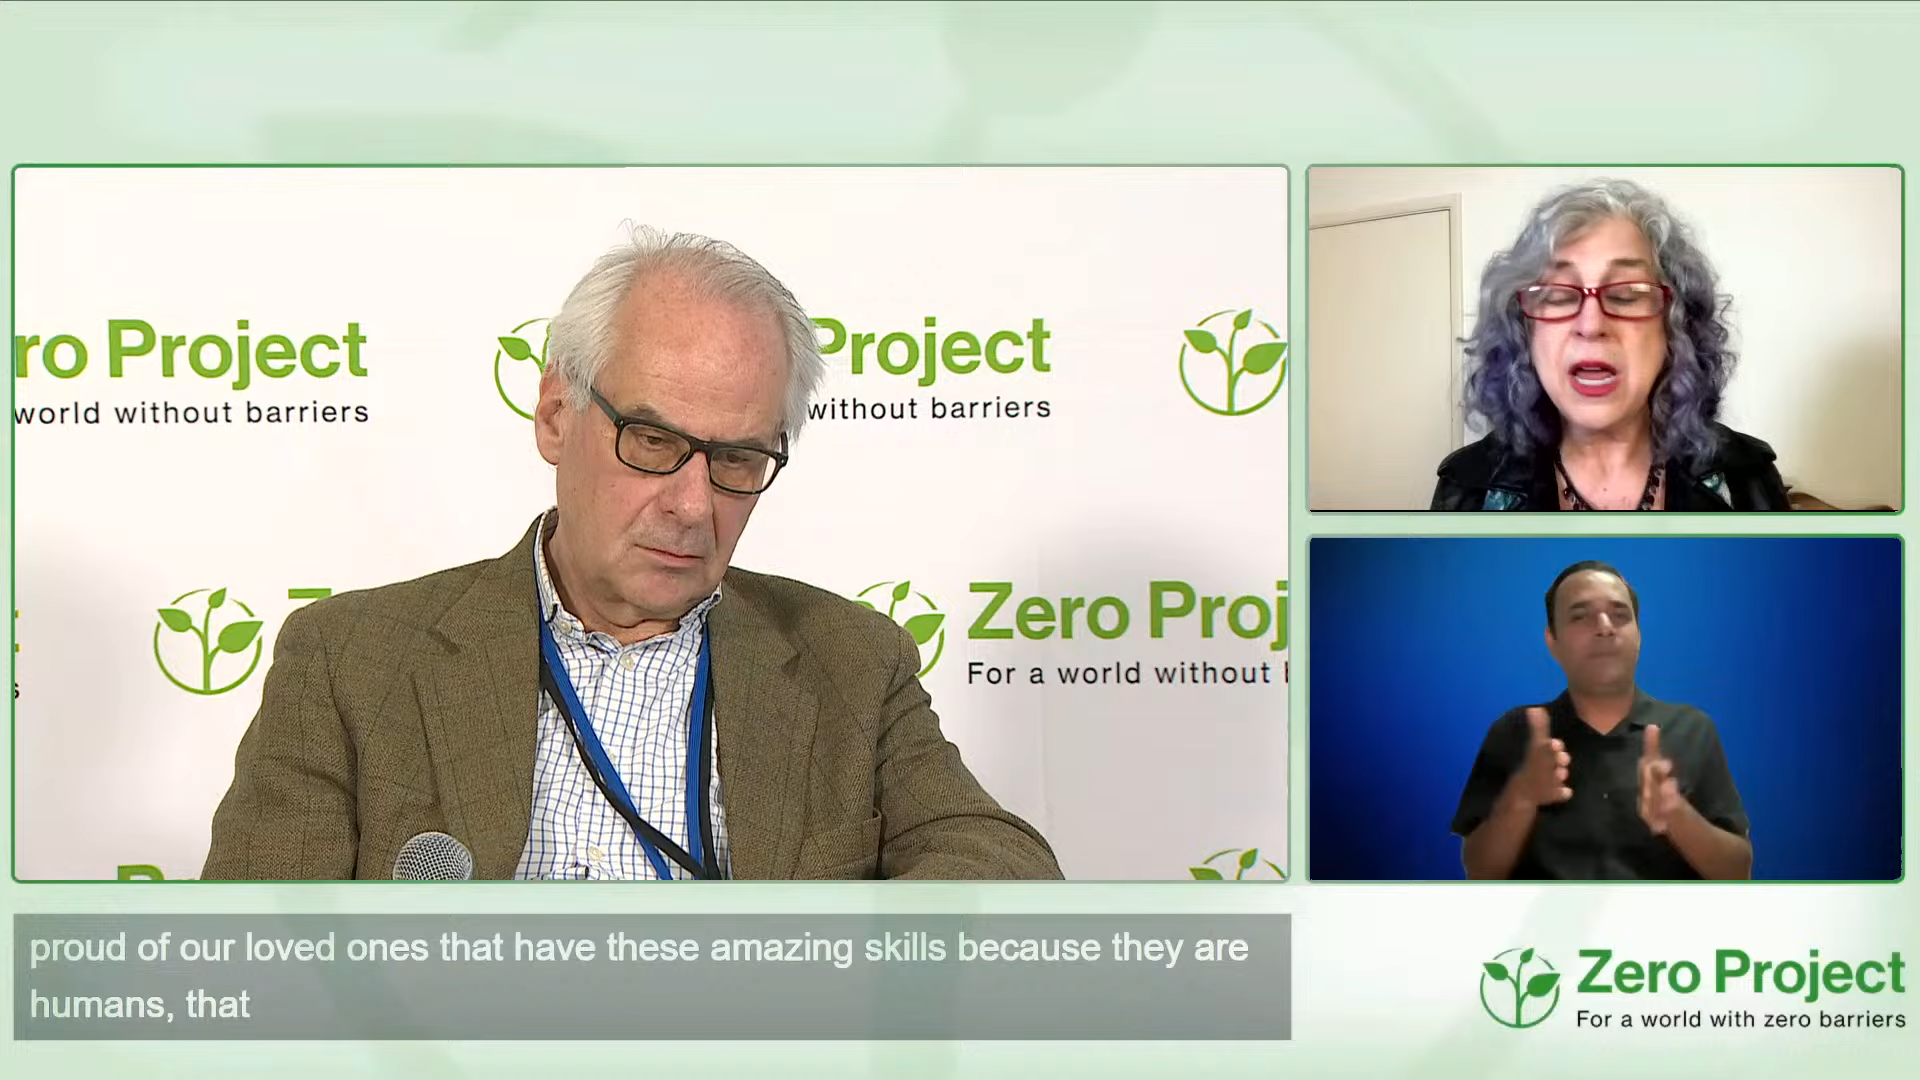 ro Project
world without barriers
Project
without barriers
Zero Proj
For a world without
proud of our loved ones that have these amazing skills because they are
humans, that
Zero Project
For a world with zero barriers